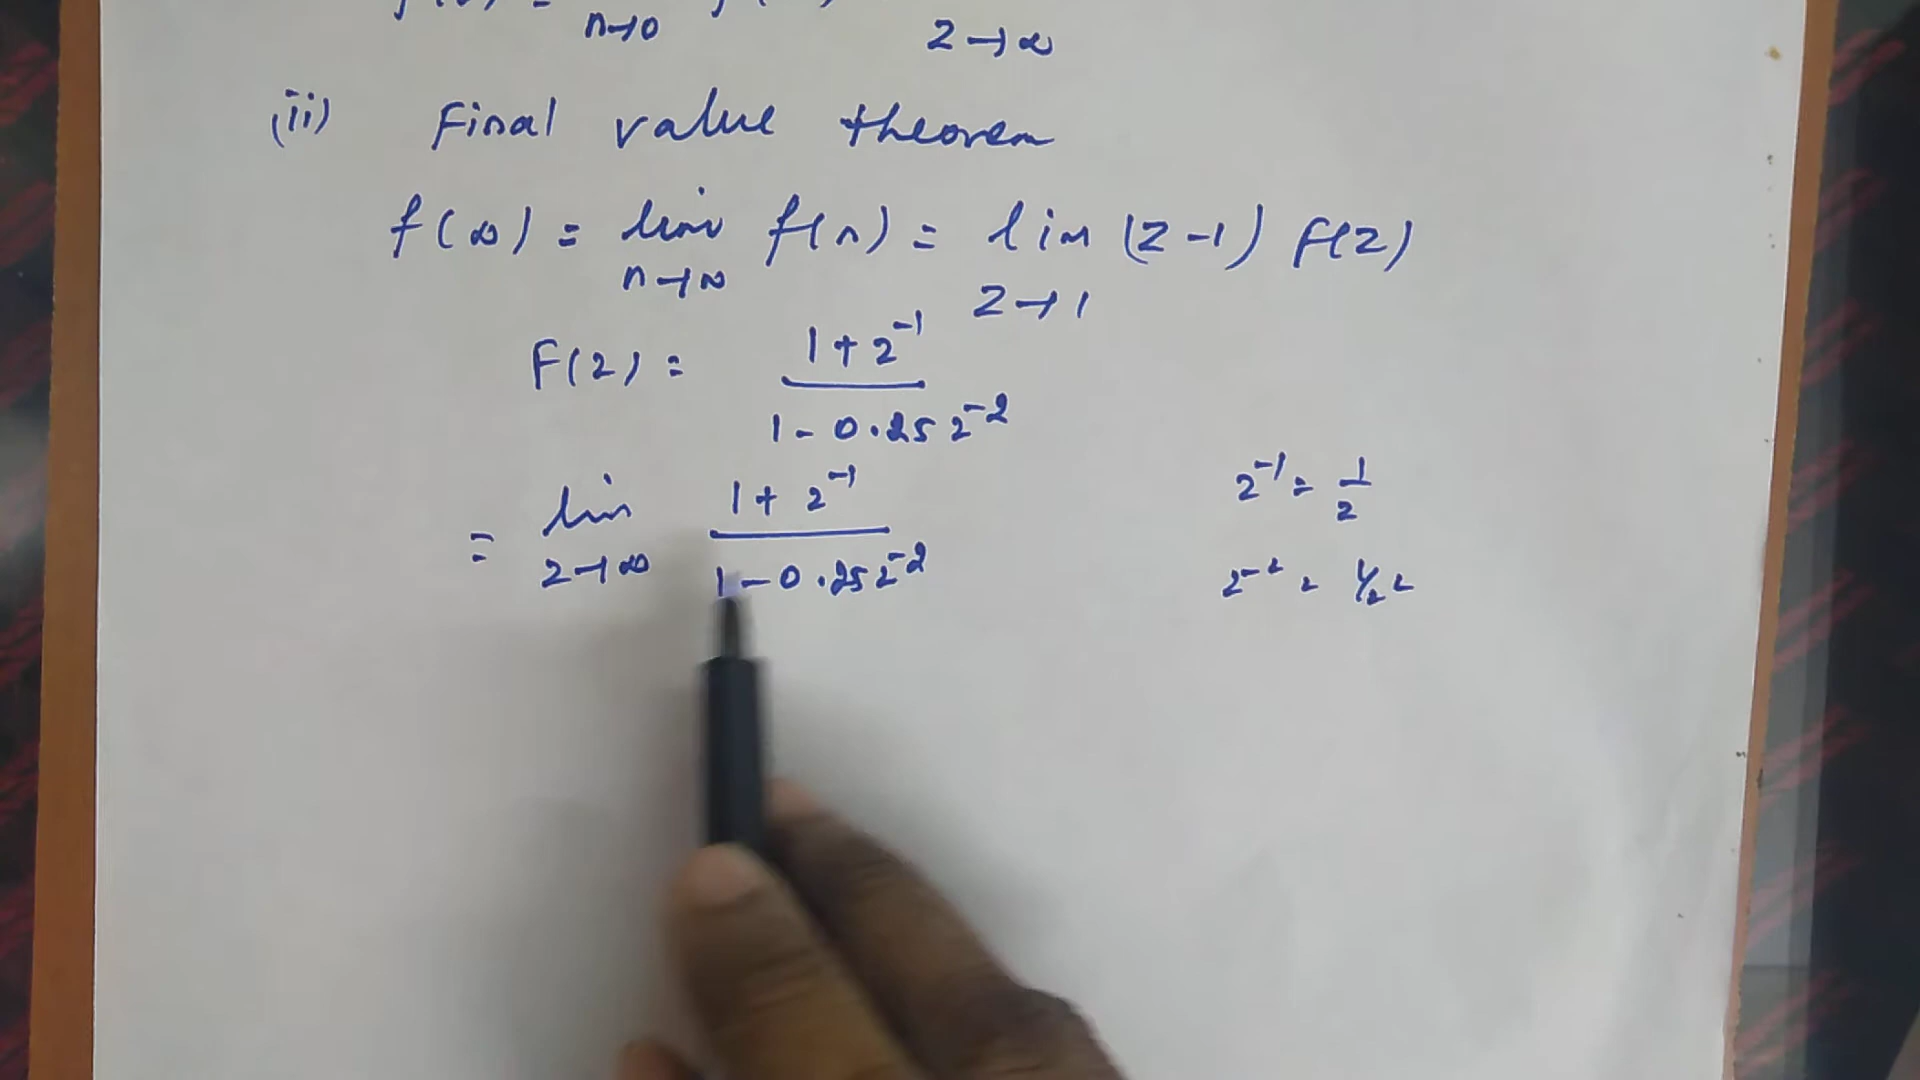 n→0 z→∞
(ii) Final value theorem
f(∞) = lim f(n) = lim (z-1) F(z)
n→∞ z→1
F(z) = 1+z⁻¹ / 1-0.25z⁻²
= lim z→∞ 1+z⁻¹ / 1-0.25z⁻²
z⁻¹ = 1/z
z⁻² = 1/z²